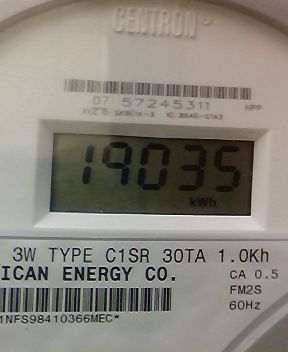 CENTRON
07 57245311 HPP
19035
kWh
3W TYPE C1SR 30TA 1.0Kh
ICAN ENERGY CO. CA 0.5
FM2S
60Hz
1NFS98410366MEC*